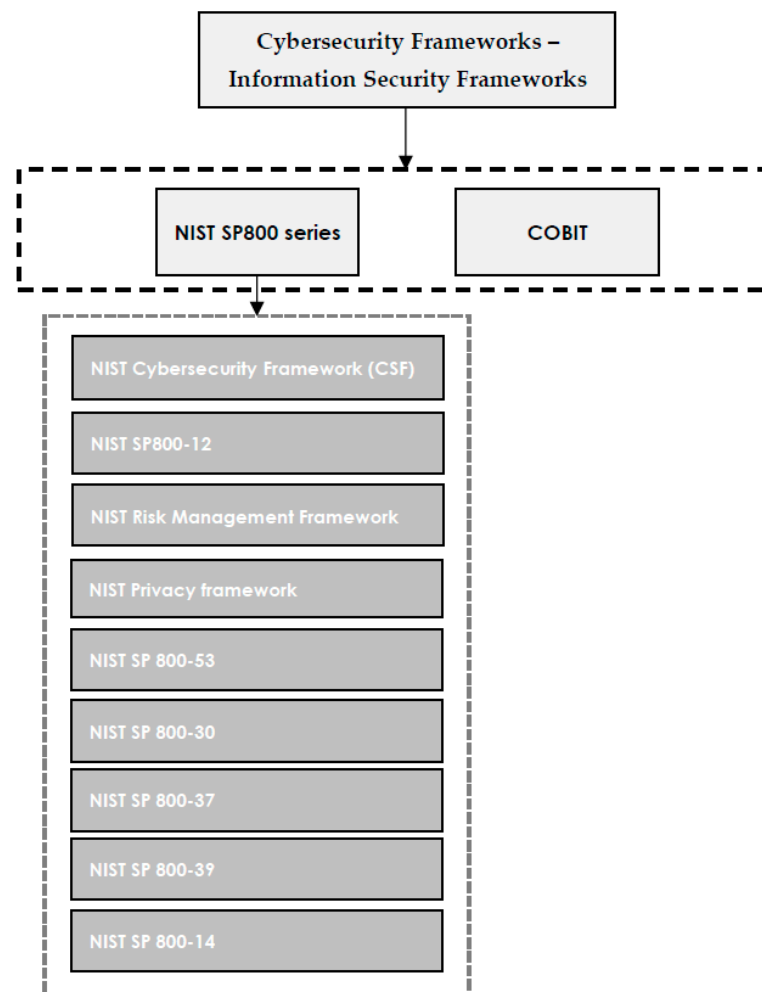 Cybersecurity Frameworks –
Information Security Frameworks
NIST SP800 series
COBIT
NIST Cybersecurity Framework (CSF)
NIST SP800-12
NIST Risk Management Framework
NIST Privacy framework
NIST SP 800-53
NIST SP 800-30
NIST SP 800-37
NIST SP 800-39
NIST SP 800-14